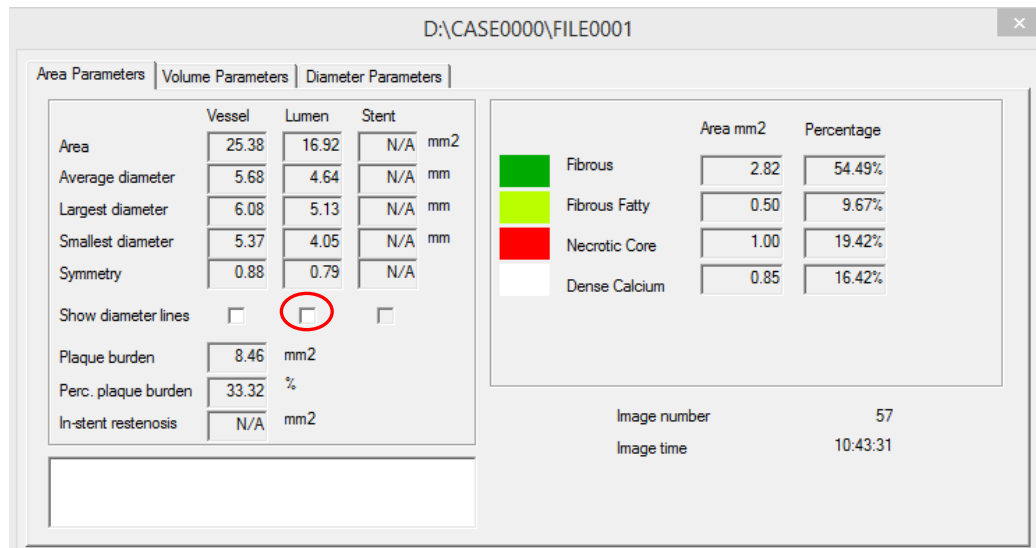 D:\CASE0000\FILE0001
Area Parameters Volume Parameters Diameter Parameters
Vessel Lumen Stent
Area 25.38 16.92 N/A mm2
Average diameter 5.68 4.64 N/A mm
Largest diameter 6.08 5.13 N/A mm
Smallest diameter 5.37 4.05 N/A mm
Symmetry 0.88 0.79 N/A
Show diameter lines
Plaque burden 8.46 mm2
Perc. plaque burden 33.32 %
In-stent restenosis N/A mm2
Area mm2 Percentage
Fibrous 2.82 54.49%
Fibrous Fatty 0.50 9.67%
Necrotic Core 1.00 19.42%
Dense Calcium 0.85 16.42%
Image number 57
Image time 10:43:31